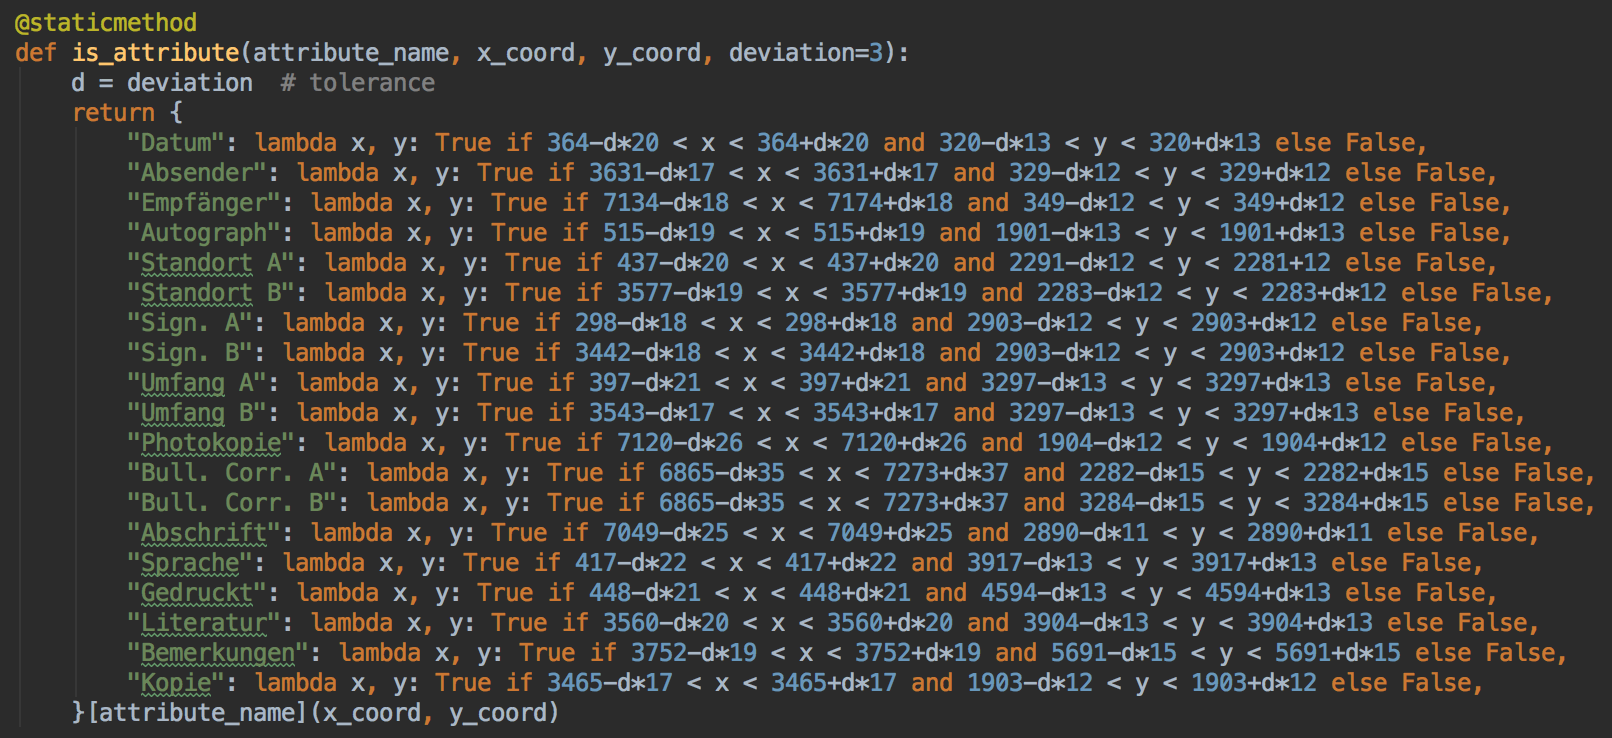 @staticmethod
def is_attribute(attribute_name, x_coord, y_coord, deviation=3):
    d = deviation  # tolerance
    return {
        "Datum": lambda x, y: True if 364-d*20 < x < 364+d*20 and 320-d*13 < y < 320+d*13 else False,
        "Absender": lambda x, y: True if 3631-d*17 < x < 3631+d*17 and 329-d*12 < y < 329+d*12 else False,
        "Empfänger": lambda x, y: True if 7134-d*18 < x < 7174+d*18 and 349-d*12 < y < 349+d*12 else False,
        "Autograph": lambda x, y: True if 515-d*19 < x < 515+d*19 and 1901-d*13 < y < 1901+d*13 else False,
        "Standort A": lambda x, y: True if 437-d*20 < x < 437+d*20 and 2291-d*12 < y < 2281+12 else False,
        "Standort B": lambda x, y: True if 3577-d*19 < x < 3577+d*19 and 2283-d*12 < y < 2283+d*12 else False,
        "Sign. A": lambda x, y: True if 298-d*18 < x < 298+d*18 and 2903-d*12 < y < 2903+d*12 else False,
        "Sign. B": lambda x, y: True if 3442-d*18 < x < 3442+d*18 and 2903-d*12 < y < 2903+d*12 else False,
        "Umfang A": lambda x, y: True if 397-d*21 < x < 397+d*21 and 3297-d*13 < y < 3297+d*13 else False,
        "Umfang B": lambda x, y: True if 3543-d*17 < x < 3543+d*17 and 3297-d*13 < y < 3297+d*13 else False,
        "Photokopie": lambda x, y: True if 7120-d*26 < x < 7120+d*26 and 1904-d*12 < y < 1904+d*12 else False,
        "Bull. Corr. A": lambda x, y: True if 6865-d*35 < x < 7273+d*37 and 2282-d*15 < y < 2282+d*15 else False,
        "Bull. Corr. B": lambda x, y: True if 6865-d*35 < x < 7273+d*37 and 3284-d*15 < y < 3284+d*15 else False,
        "Abschrift": lambda x, y: True if 7049-d*25 < x < 7049+d*25 and 2890-d*11 < y < 2890+d*11 else False,
        "Sprache": lambda x, y: True if 417-d*22 < x < 417+d*22 and 3917-d*13 < y < 3917+d*13 else False,
        "Gedruckt": lambda x, y: True if 448-d*21 < x < 448+d*21 and 4594-d*13 < y < 4594+d*13 else False,
        "Literatur": lambda x, y: True if 3560-d*20 < x < 3560+d*20 and 3904-d*13 < y < 3904+d*13 else False,
        "Bemerkungen": lambda x, y: True if 3752-d*19 < x < 3752+d*19 and 5691-d*15 < y < 5691+d*15 else False,
        "Kopie": lambda x, y: True if 3465-d*17 < x < 3465+d*17 and 1903-d*12 < y < 1903+d*12 else False,
    }[attribute_name](x_coord, y_coord)